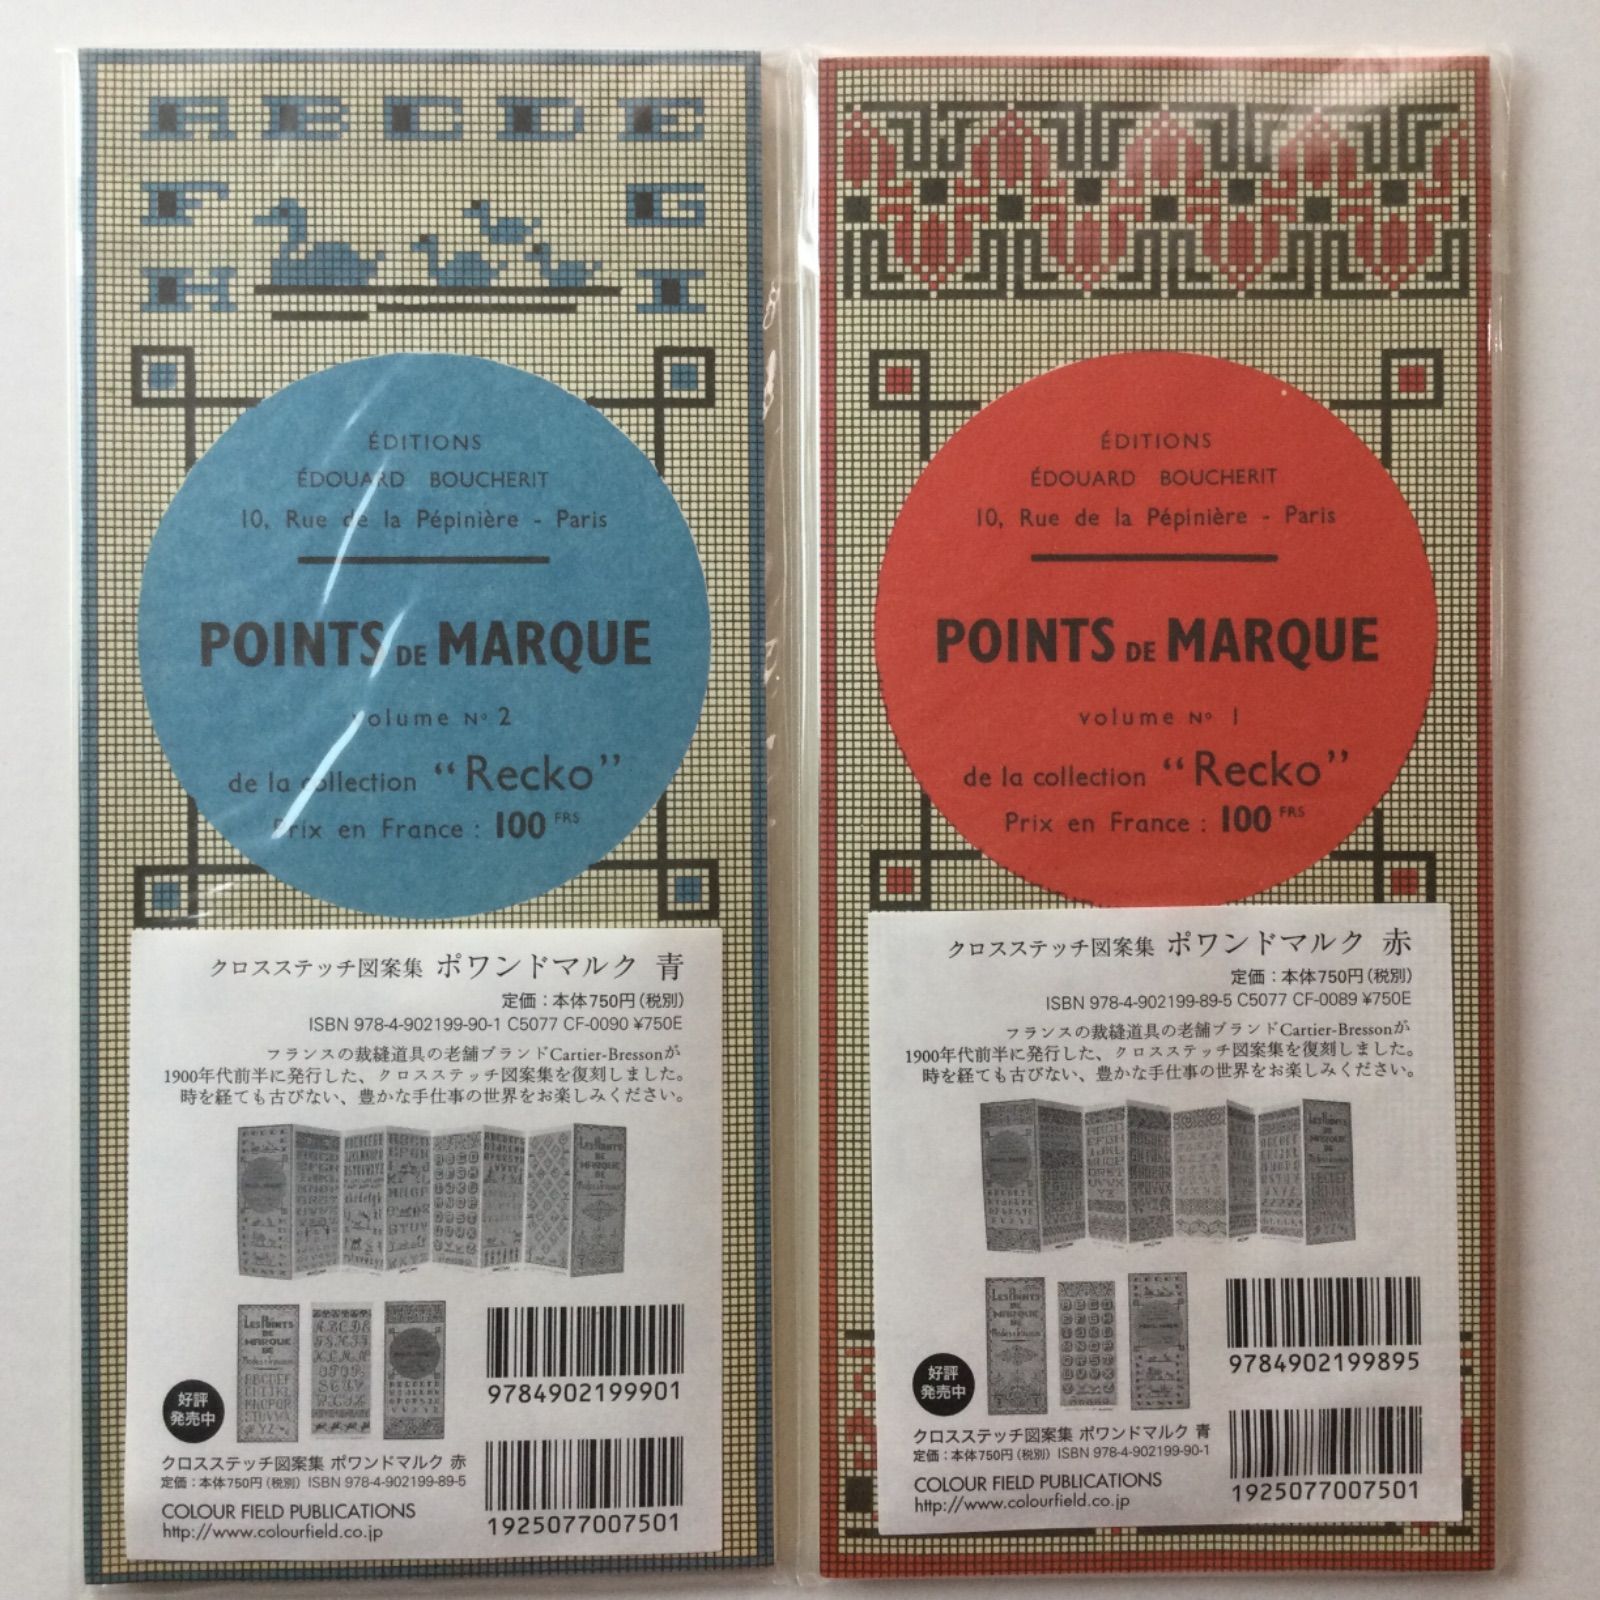 A B C D E
F G
H I
ÉDITIONS
ÉDOUARD BOUCHERIT
10, Rue de la Pépinière - Paris
POINTS DE MARQUE
volume Nº 2
de la collection “Recko”
Prix en France : 100 FRS
クロスステッチ図案集 ポワンドマルク 青
定価：本体750円（税別）
ISBN 978-4-902199-90-1 C5077 CF-0090 ¥750E
フランスの裁縫道具の老舗ブランドCartier-Bressonが
1900年代前半に発行した、クロスステッチ図案集を復刻しました。
時を経ても古びない、豊かな手仕事の世界をお楽しみください。
LES POINTS
DE
MARQUE
DE
9784902199901
好評
発売中
クロスステッチ図案集 ポワンドマルク 赤
定価：本体750円（税別）ISBN 978-4-902199-89-5
COLOUR FIELD PUBLICATIONS
http://www.colourfield.co.jp
1925077007501
ÉDITIONS
ÉDOUARD BOUCHERIT
10, Rue de la Pépinière - Paris
POINTS DE MARQUE
volume Nº 1
de la collection “Recko”
Prix en France : 100 FRS
クロスステッチ図案集 ポワンドマルク 赤
定価：本体750円（税別）
ISBN 978-4-902199-89-5 C5077 CF-0089 ¥750E
フランスの裁縫道具の老舗ブランドCartier-Bressonが
1900年代前半に発行した、クロスステッチ図案集を復刻しました。
時を経ても古びない、豊かな手仕事の世界をお楽しみください。
LES POINTS
DE
MARQUE
DE
9784902199895
好評
発売中
クロスステッチ図案集 ポワンドマルク 青
定価：本体750円（税別）ISBN 978-4-902199-90-1
COLOUR FIELD PUBLICATIONS
http://www.colourfield.co.jp
1925077007501